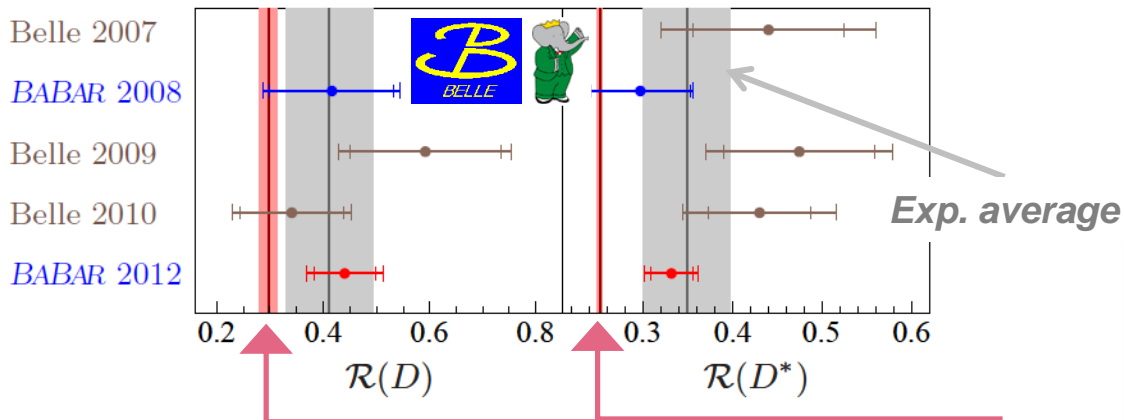 Belle 2007
BABAR 2008
Belle 2009
Belle 2010
BABAR 2012
BELLE
Exp. average
0.2 0.4 0.6 0.8 0.3 0.4 0.5 0.6
R(D) R(D*)